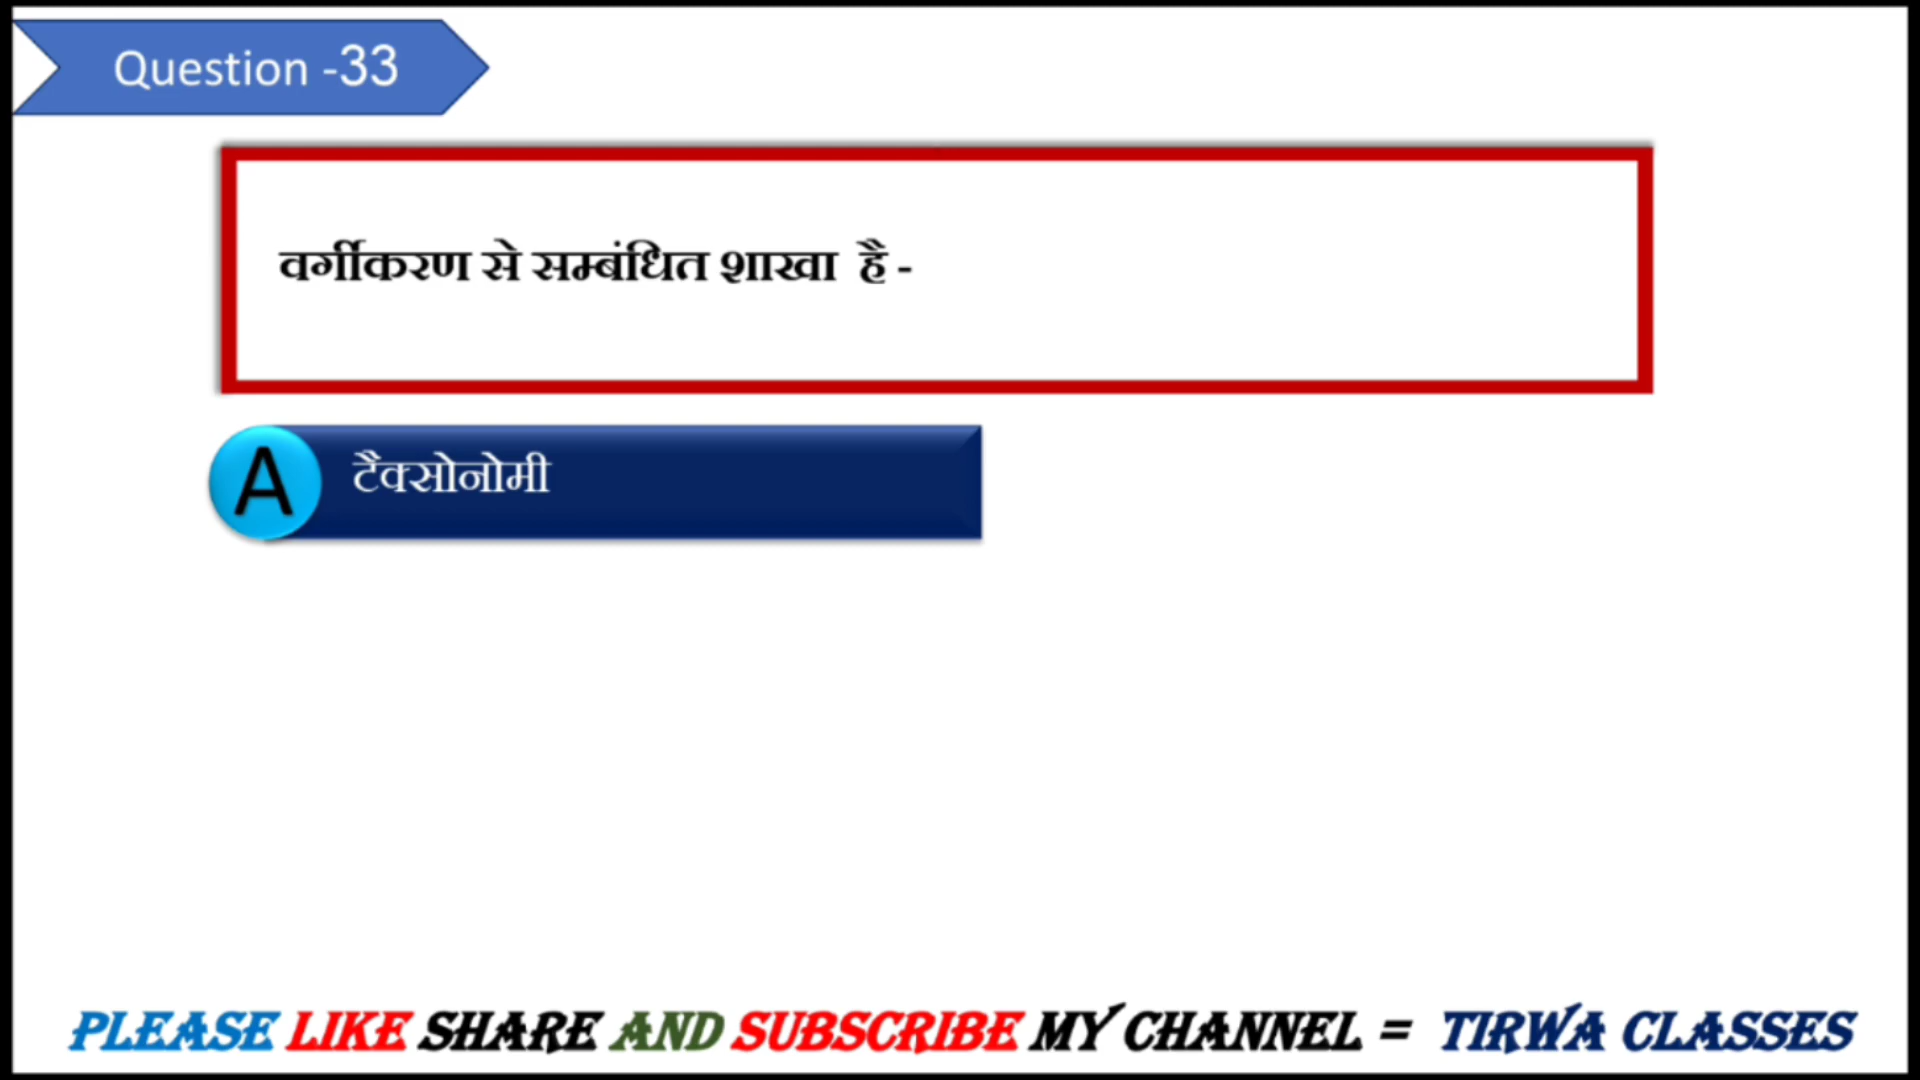 Question -33
वर्गीकरण से सम्बंधित शाखा है -
A टैक्सोनोमी
PLEASE LIKE SHARE AND SUBSCRIBE MY CHANNEL = TIRWA CLASSES